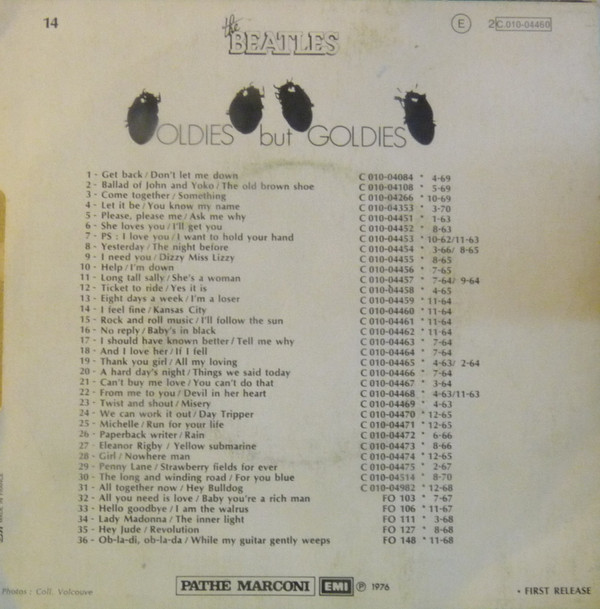 14
the BEATLES
E 2C.010-04460
OLDIES but GOLDIES
1 - Get back / Don't let me down C 010-04084 * 4-69
2 - Ballad of John and Yoko / The old brown shoe C 010-04108 * 5-69
3 - Come together / Something C 010-04266 * 10-69
4 - Let it be / You know my name C 010-04353 * 3-70
5 - Please, please me / Ask me why C 010-04451 * 1-63
6 - She loves you / I'll get you C 010-04452 * 8-63
7 - PS : I love you / I want to hold your hand C 010-04453 * 10-62/11-63
8 - Yesterday / The night before C 010-04454 * 3-66/ 8-65
9 - I need you / Dizzy Miss Lizzy C 010-04455 * 8-65
10 - Help / I'm down C 010-04456 * 7-65
11 - Long tall sally / She's a woman C 010-04457 * 7-64/ 9-64
12 - Ticket to ride / Yes it is C 010-04458 * 4-65
13 - Eight days a week / I'm a loser C 010-04459 * 11-64
14 - I feel fine / Kansas City C 010-04460 * 11-64
15 - Rock and roll music / I'll follow the sun C 010-04461 * 11-64
16 - No reply / Baby's in black C 010-04462 * 11-64
17 - I should have known better / Tell me why C 010-04463 * 7-64
18 - And I love her / If I fell C 010-04464 * 7-64
19 - Thank you girl / All my loving C 010-04465 * 4-63/ 2-64
20 - A hard day's night / Things we said today C 010-04466 * 7-64
21 - Can't buy me love / You can't do that C 010-04467 * 3-64
22 - From me to you / Devil in her heart C 010-04468 * 4-63/11-63
23 - Twist and shout / Misery C 010-04469 * 4-63
24 - We can work it out / Day Tripper C 010-04470 * 12-65
25 - Michelle / Run for your life C 010-04471 * 12-65
26 - Paperback writer / Rain C 010-04472 * 6-66
27 - Eleanor Rigby / Yellow submarine C 010-04473 * 8-66
28 - Girl / Nowhere man C 010-04474 * 12-65
29 - Penny Lane / Strawberry fields for ever C 010-04475 * 2-67
30 - The long and winding road / For you blue C 010-04514 * 8-70
31 - All together now / Hey Bulldog C 010-04982 * 12-68
32 - All you need is love / Baby you're a rich man FO 103 * 7-67
33 - Hello goodbye / I am the walrus FO 106 * 11-67
34 - Lady Madonna / The inner light FO 111 * 3-68
35 - Hey Jude / Revolution FO 127 * 8-68
36 - Ob-la-di, ob-la-da / While my guitar gently weeps FO 148 * 11-68
Photos : Coll. Volcouve
PATHE MARCONI EMI ℗ 1976
* FIRST RELEASE